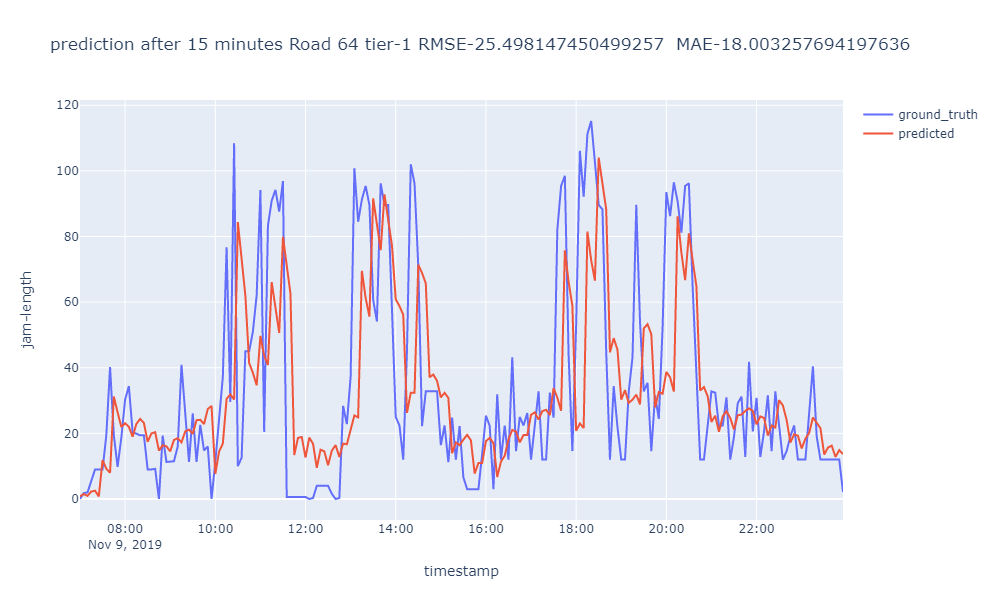 prediction after 15 minutes Road 64 tier-1 RMSE-25.498147450499257  MAE-18.003257694197636
ground_truth
predicted
120
100
80
60
40
20
0
jam-length
08:00 10:00 12:00 14:00 16:00 18:00 20:00 22:00
Nov 9, 2019
timestamp